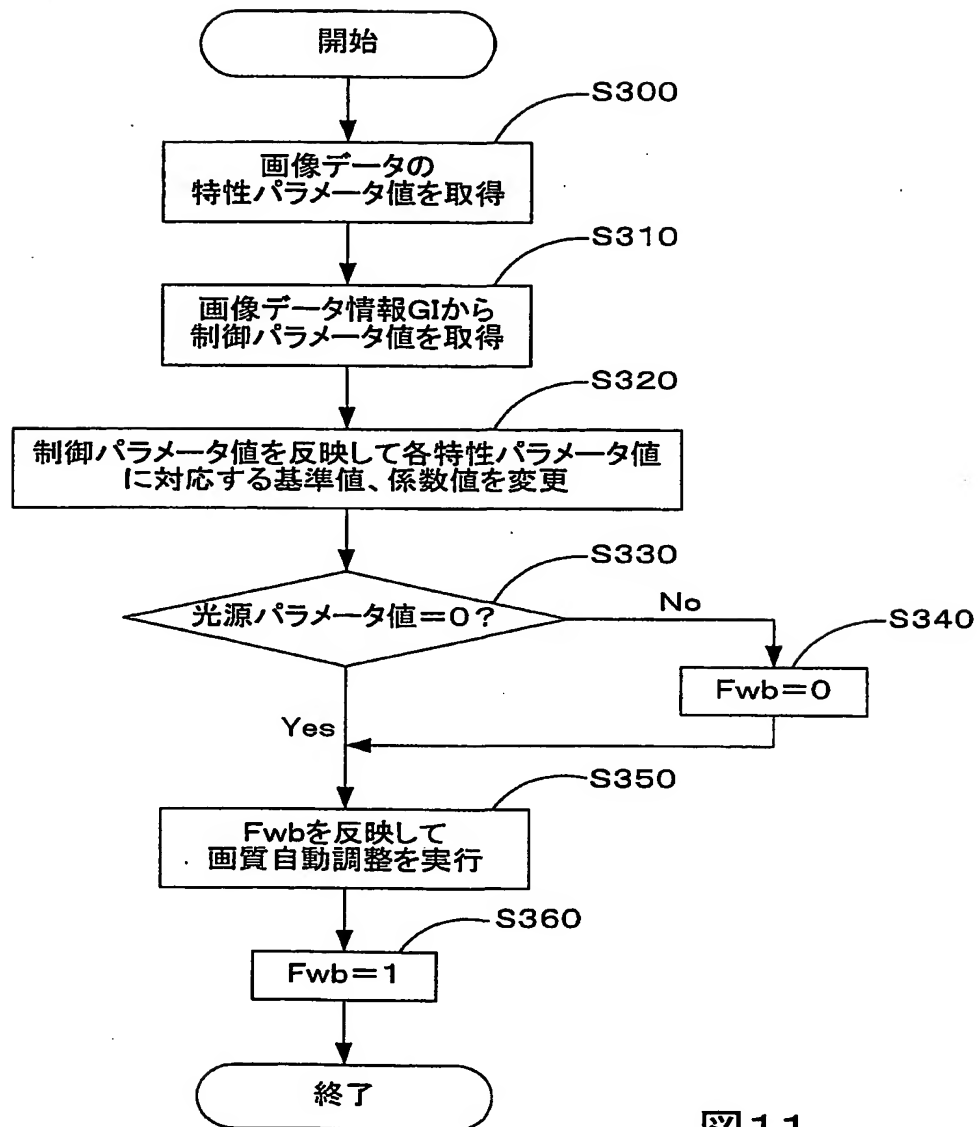 開始
S300
画像データの
特性パラメータ値を取得
S310
画像データ情報GIから
制御パラメータ値を取得
S320
制御パラメータ値を反映して各特性パラメータ値
に対応する基準値、係数値を変更
S330
光源パラメータ値=0?
No
S340
Fwb=0
Yes
S350
Fwbを反映して
画質自動調整を実行
S360
Fwb=1
終了
図11